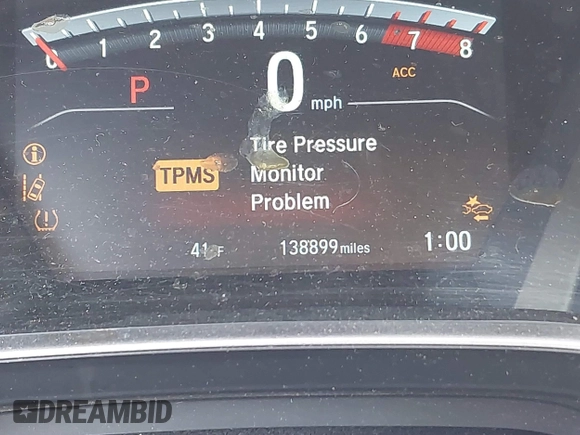 0 1 2 3 4 5 6 7 8
ACC
P
0 mph
TPMS
Tire Pressure
Monitor
Problem
41°F 138899 miles 1:00
DREAMBID